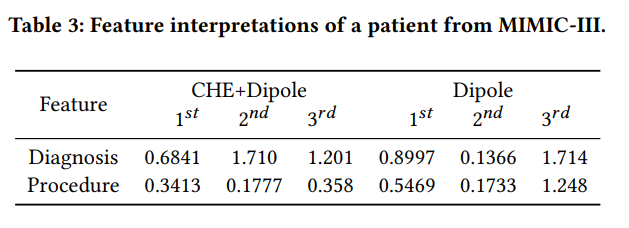 Table 3: Feature interpretations of a patient from MIMIC-III.
Feature CHE+Dipole Dipole
1st 2nd 3rd 1st 2nd 3rd
Diagnosis 0.6841 1.710 1.201 0.8997 0.1366 1.714
Procedure 0.3413 0.1777 0.358 0.5469 0.1733 1.248